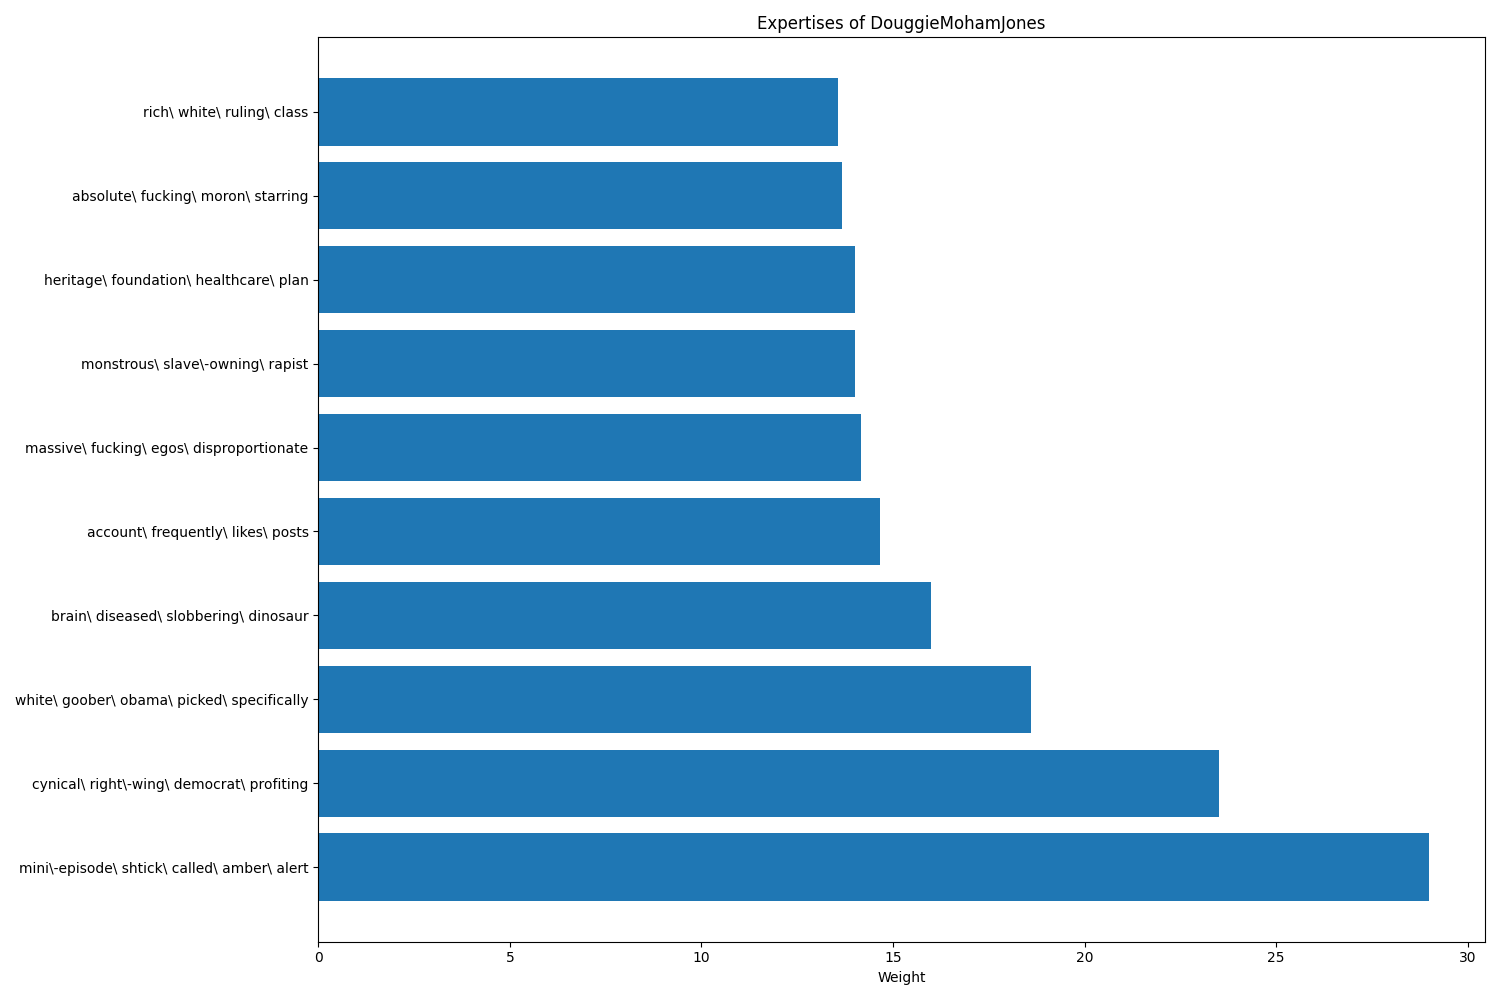 Expertises of DouggieMohamJones
rich\ white\ ruling\ class
absolute\ fucking\ moron\ starring
heritage\ foundation\ healthcare\ plan
monstrous\ slave\-owning\ rapist
massive\ fucking\ egos\ disproportionate
account\ frequently\ likes\ posts
brain\ diseased\ slobbering\ dinosaur
white\ goober\ obama\ picked\ specifically
cynical\ right\-wing\ democrat\ profiting
mini\-episode\ shtick\ called\ amber\ alert
0 5 10 15 20 25 30
Weight